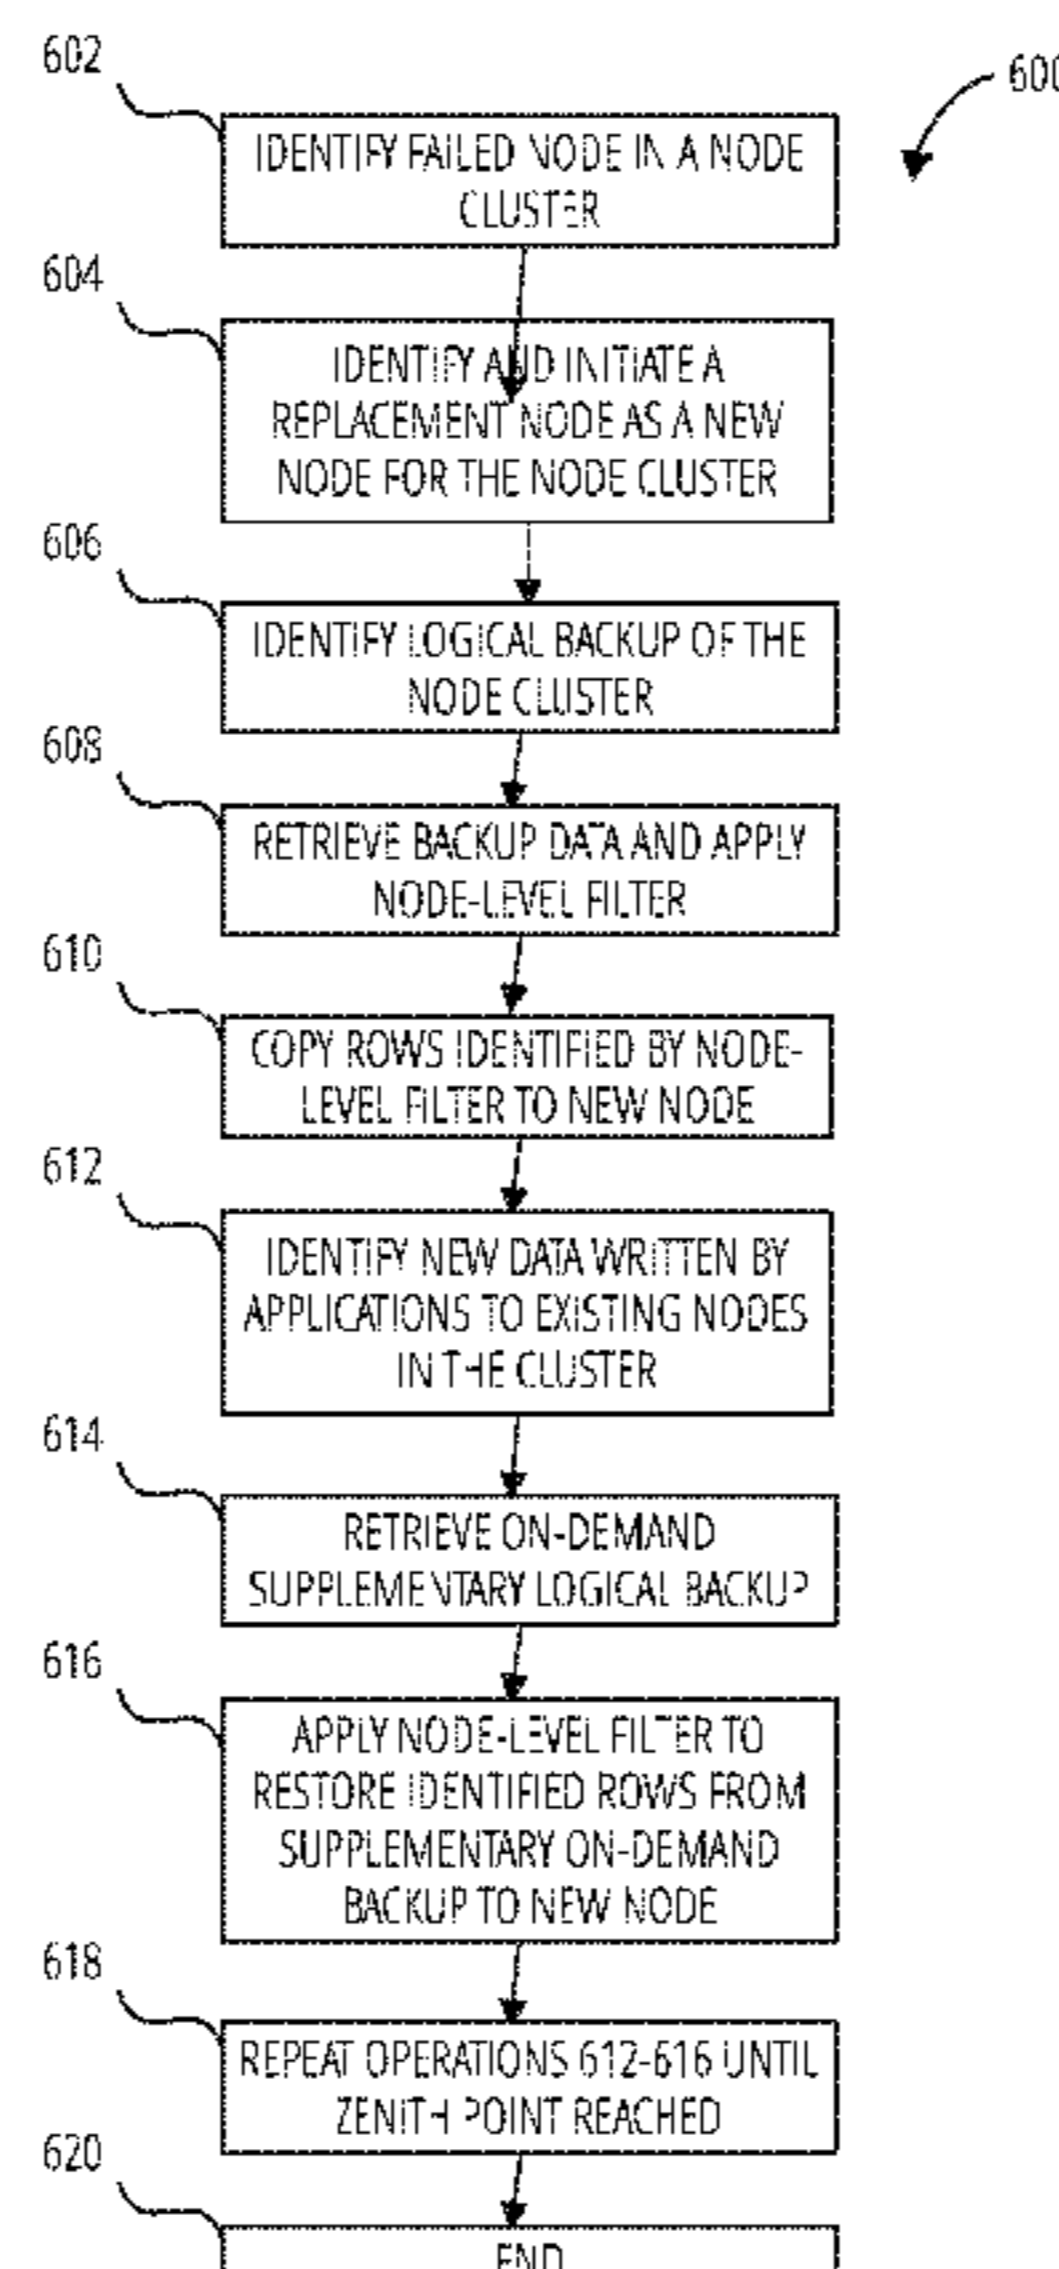 602
600
IDENTIFY FAILED NODE IN A NODE
CLUSTER
604
IDENTIFY AND INITIATE A
REPLACEMENT NODE AS A NEW
NODE FOR THE NODE CLUSTER
606
IDENTIFY LOGICAL BACKUP OF THE
NODE CLUSTER
608
RETRIEVE BACKUP DATA AND APPLY
NODE-LEVEL FILTER
610
COPY ROWS IDENTIFIED BY NODE-
LEVEL FILTER TO NEW NODE
612
IDENTIFY NEW DATA WRITTEN BY
APPLICATIONS TO EXISTING NODES
IN THE CLUSTER
614
RETRIEVE ON-DEMAND
SUPPLEMENTARY LOGICAL BACKUP
616
APPLY NODE-LEVEL FILTER TO
RESTORE IDENTIFIED ROWS FROM
SUPPLEMENTARY ON-DEMAND
BACKUP TO NEW NODE
618
REPEAT OPERATIONS 612-616 UNTIL
ZENITH POINT REACHED
620
END